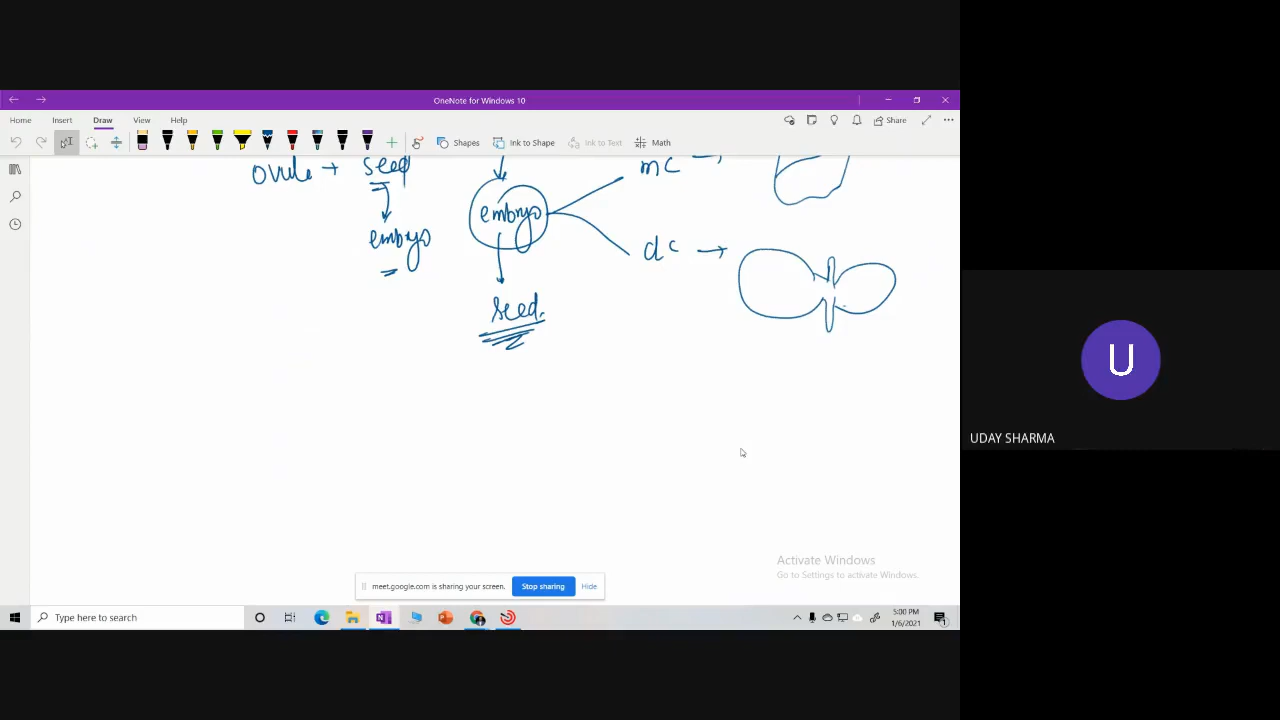 OneNote for Windows 10
Home Insert Draw View Help
Share
Shapes Ink to Shape Ink to Text Math
ovule → seed
embryo
embryo
seed.
mc →
dc →
U
UDAY SHARMA
Activate Windows
Go to Settings to activate Windows.
meet.google.com is sharing your screen. Stop sharing Hide
Type here to search
5:00 PM
1/6/2021